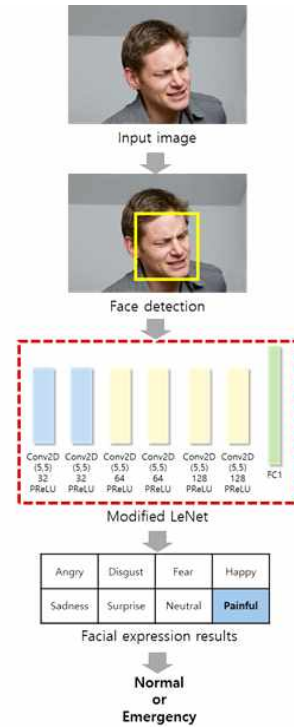 Input image
Face detection
Conv2D Conv2D Conv2D Conv2D Conv2D Conv2D
(5,5) (5,5) (5,5) (5,5) (5,5) (5,5)
32 32 64 64 128 128
PReLU PReLU PReLU PReLU PReLU PReLU
FC1
Modified LeNet
Angry Disgust Fear Happy
Sadness Surprise Neutral Painful
Facial expression results
Normal
or
Emergency